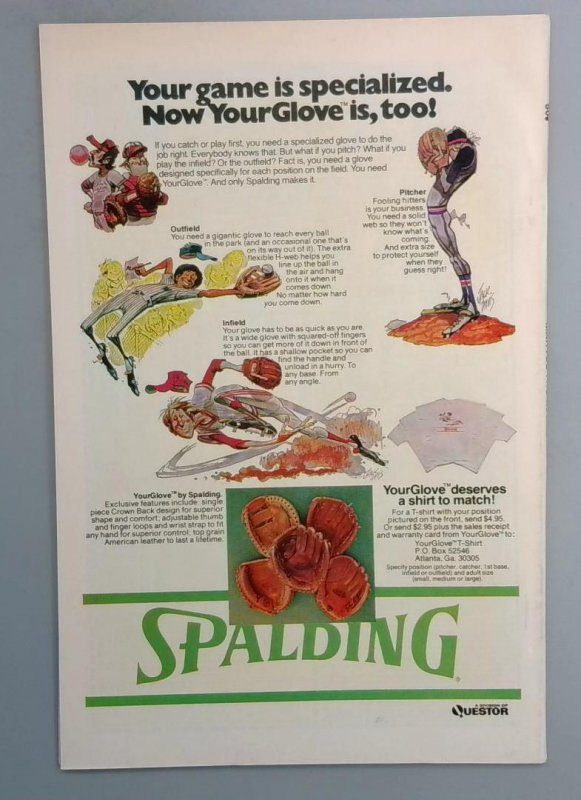 Your game is specialized.
Now YourGlove™ is, too!
If you catch or play first, you need a specialized glove to do the
job right. Everybody knows that. But what if you pitch? What if you
play the infield? Or the outfield? Fact is, you need a glove
designed specifically for each position on the field. You need
YourGlove™. And only Spalding makes it.
Pitcher
Fooling hitters
is your business.
You need a solid
web so they won't
know what's
coming.
And extra size
to protect yourself
when they
guess right!
Outfield
You need a gigantic glove to reach every ball
in the park (and an occasional one that's
on its way out of it). The extra
flexible H-web helps you
line up the ball
in the air and hang
onto it when it
comes down.
No matter how hard
you come down.
Infield
Your glove has to be as quick as you are.
It's a wide glove with squared-off fingers
so you can get more of it down in front of
the ball. It has a shallow pocket so you can
find the handle and
unload in a hurry. To
any base. From
any angle.
YourGlove™ by Spalding.
Exclusive features include: single
piece Crown Back design for superior
shape and comfort; adjustable thumb
and finger loops and wrist strap to fit
any hand for superior control; top grain
American leather to last a lifetime.
YourGlove™ deserves
a shirt to match!
For a T-shirt with your position
pictured on the front, send $4.95.
Or send $2.95 plus the sales receipt
and warranty card from YourGlove™ to:
YourGlove™ T-Shirt
P.O. Box 52546
Atlanta, Ga. 30305
Specify position (pitcher, catcher, 1st base,
infield or outfield) and adult size
(small, medium or large).
SPALDING®
A DIVISION OF
QUESTOR